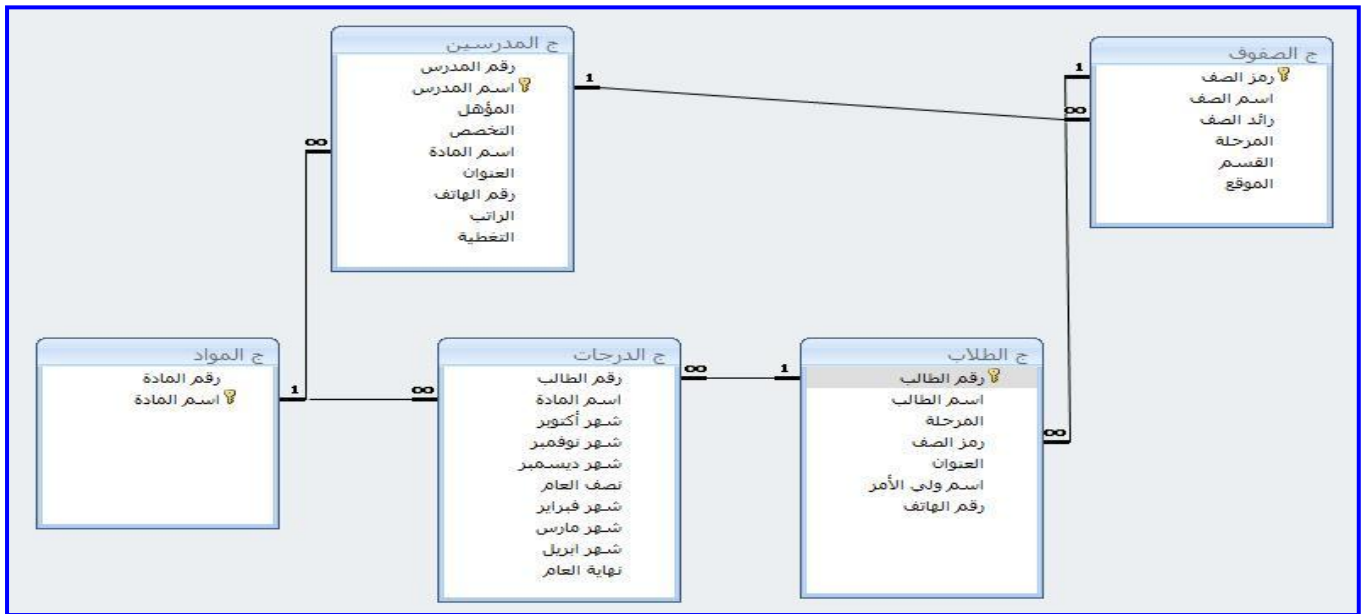 ج الصفوف
رمز الصف
اسم الصف
رائد الصف
المرحلة
القسم
الموقع
1
∞
ج المدرسين
رقم المدرس
اسم المدرس
المؤهل
التخصص
اسم المادة
العنوان
رقم الهاتف
الراتب
التغطية
1
∞
ج الطلاب
رقم الطالب
اسم الطالب
المرحلة
رمز الصف
العنوان
اسم ولي الأمر
رقم الهاتف
1
∞
ج الدرجات
رقم الطالب
اسم المادة
شهر أكتوبر
شهر نوفمبر
شهر ديسمبر
نصف العام
شهر فبراير
شهر مارس
شهر ابريل
نهاية العام
∞
∞
ج المواد
رقم المادة
اسم المادة
1